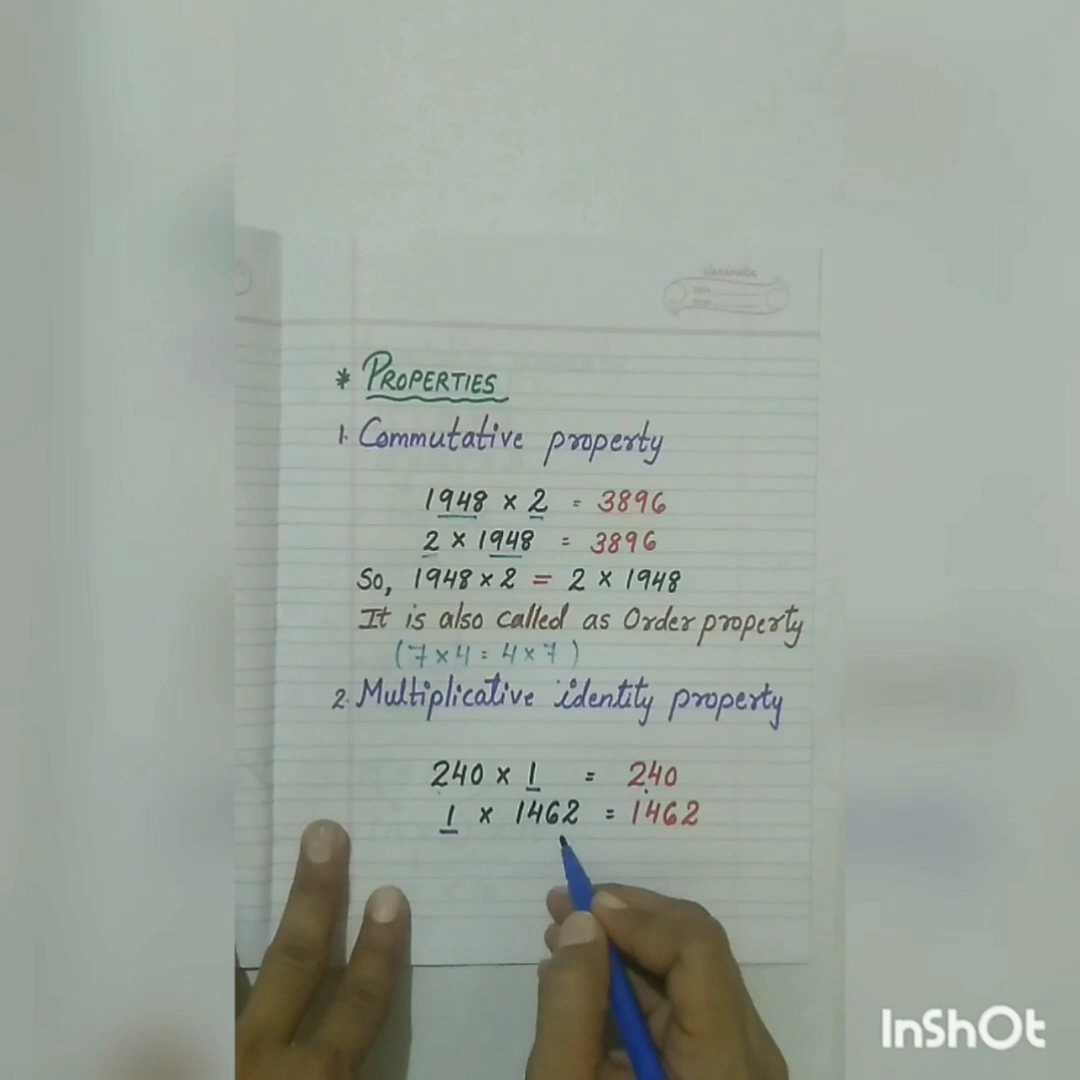 classmate
* PROPERTIES
1. Commutative property
1948 × 2 = 3896
2 × 1948 = 3896
So, 1948 × 2 = 2 × 1948
It is also called as Order property
(7 × 4 = 4 × 7)
2. Multiplicative identity property
240 × 1 = 240
1 × 1462 = 1462
InShOt